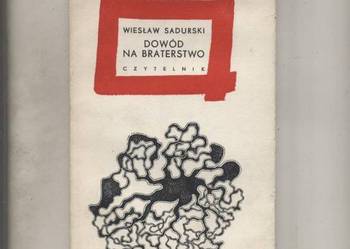 WIESŁAW SADURSKI
DOWÓD
NA BRATERSTWO
CZYTELNIK